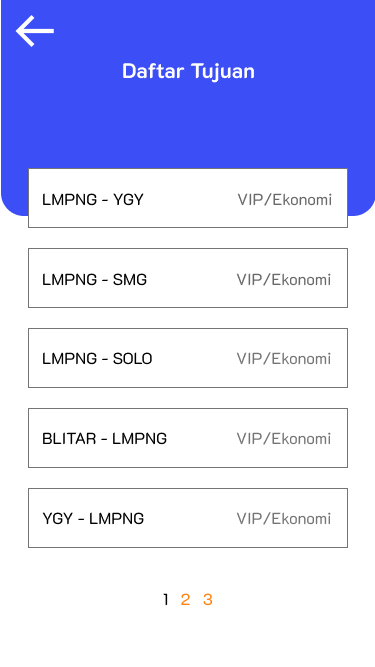 Daftar Tujuan
LMPNG - YGY VIP/Ekonomi
LMPNG - SMG VIP/Ekonomi
LMPNG - SOLO VIP/Ekonomi
BLITAR - LMPNG VIP/Ekonomi
YGY - LMPNG VIP/Ekonomi
1 2 3